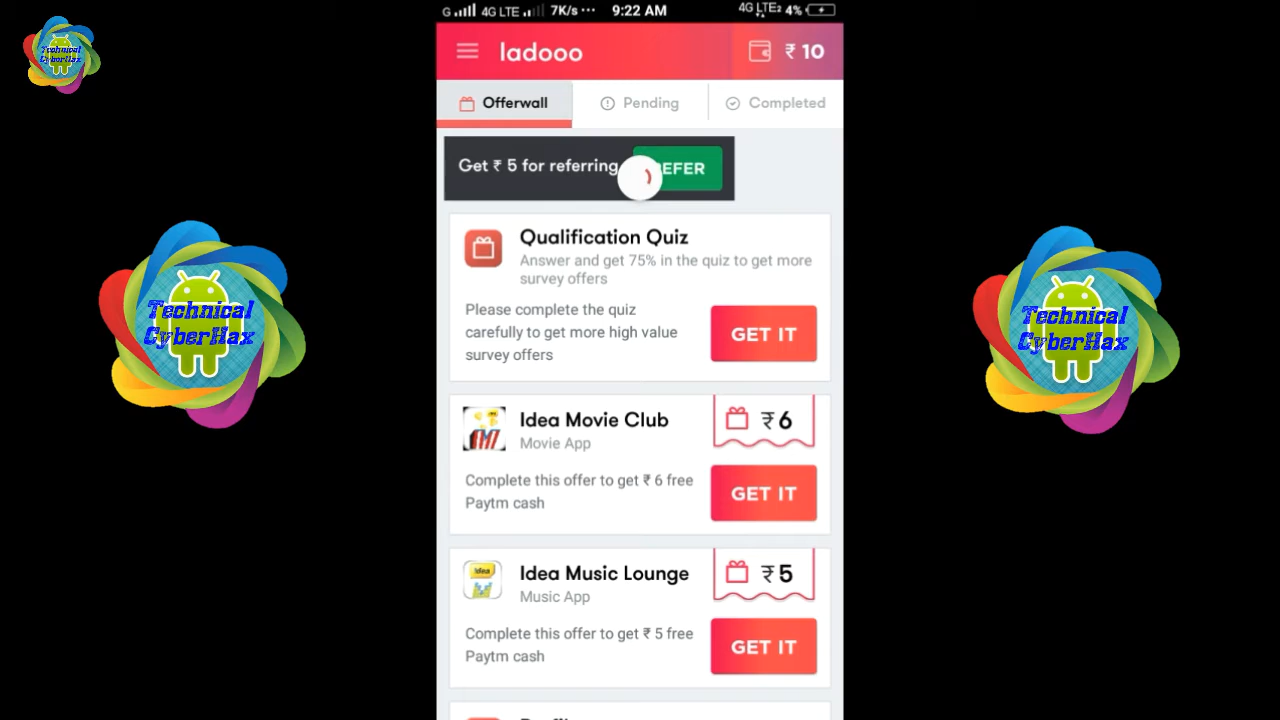 Technical
CyberHax
G 4G LTE 7K/s ... 9:22 AM 4G LTE2 4%
ladooo ₹ 10
Offerwall Pending Completed
Get ₹ 5 for referring
Qualification Quiz
Answer and get 75% in the quiz to get more
survey offers
Please complete the quiz
carefully to get more high value
survey offers
GET IT
Technical
CyberHax
Technical
CyberHax
Idea Movie Club
₹ 6
Movie App
Complete this offer to get ₹ 6 free
Paytm cash
GET IT
Idea Music Lounge
₹ 5
Music App
Complete this offer to get ₹ 5 free
Paytm cash
GET IT